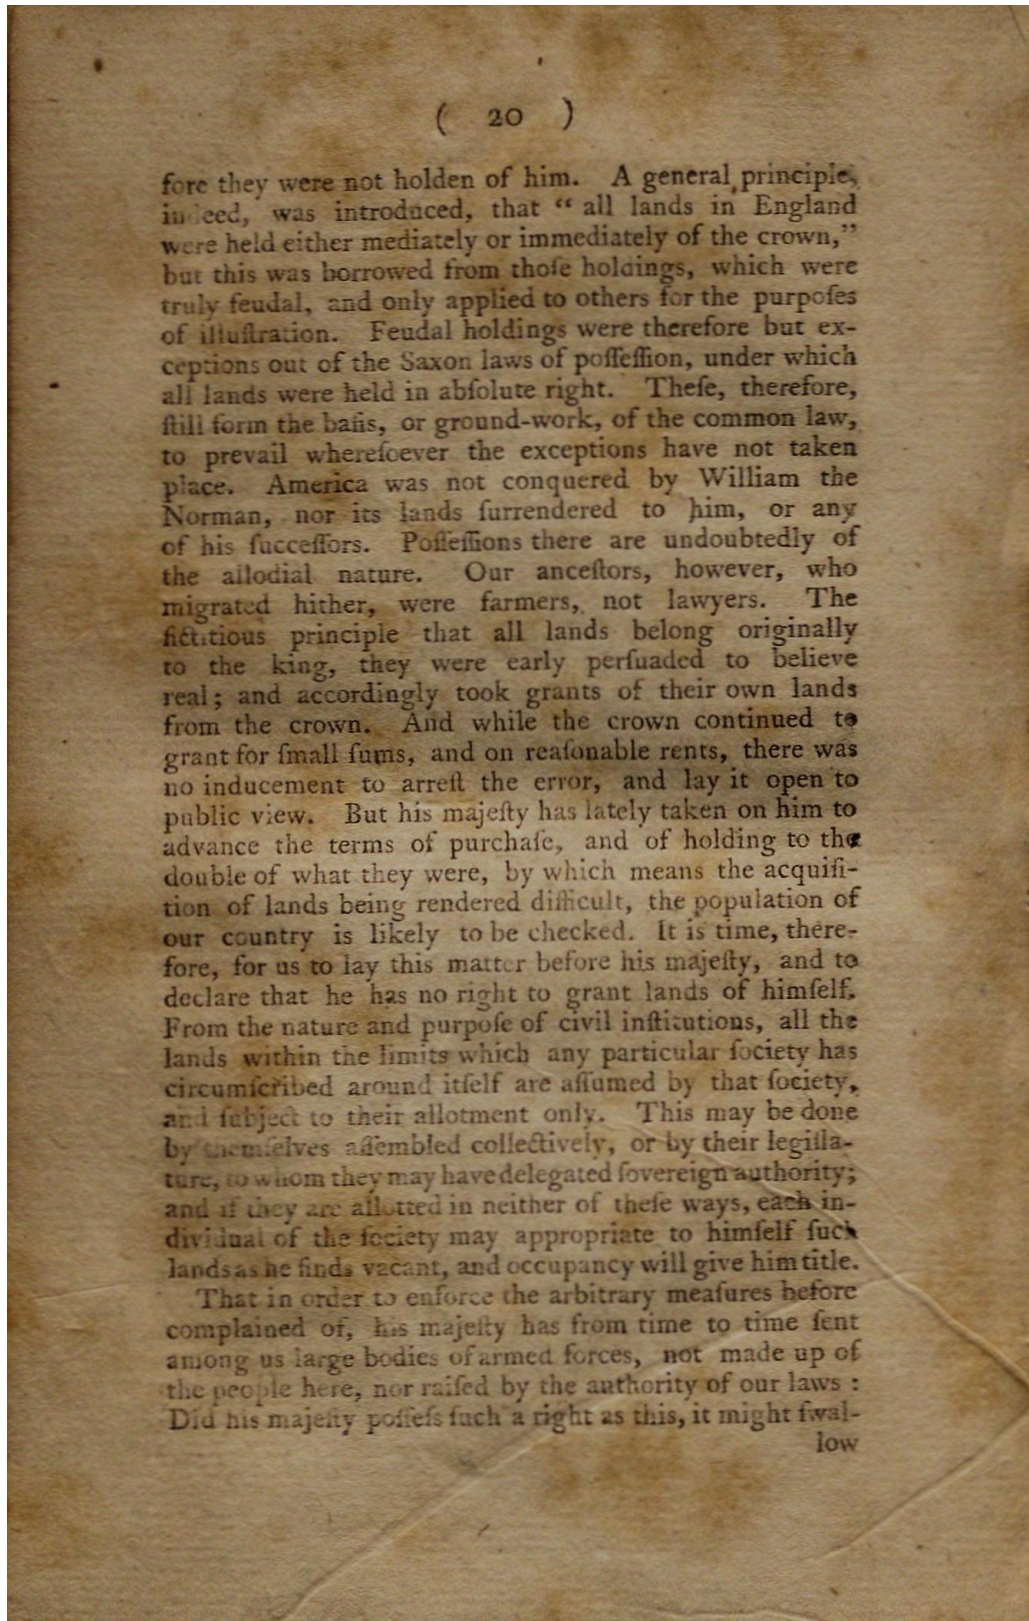 ( 20 )
fore they were not holden of him. A general principle,
indeed, was introduced, that “ all lands in England
were held either mediately or immediately of the crown,”
but this was borrowed from thoſe holdings, which were
truly feudal, and only applied to others for the purpoſes
of illuſtration. Feudal holdings were therefore but ex-
ceptions out of the Saxon laws of poſſeſſion, under which
all lands were held in abſolute right. Theſe, therefore,
ſtill form the baſis, or ground-work, of the common law,
to prevail whereſoever the exceptions have not taken
place. America was not conquered by William the
Norman, nor its lands ſurrendered to him, or any
of his ſucceſſors. Poſſeſſions there are undoubtedly of
the allodial nature. Our anceſtors, however, who
migrated hither, were farmers, not lawyers. The
fictitious principle that all lands belong originally
to the king, they were early perſuaded to believe
real; and accordingly took grants of their own lands
from the crown. And while the crown continued to
grant for ſmall ſums, and on reaſonable rents, there was
no inducement to arreſt the error, and lay it open to
public view. But his majeſty has lately taken on him to
advance the terms of purchaſe, and of holding to the
double of what they were, by which means the acquiſi-
tion of lands being rendered difficult, the population of
our country is likely to be checked. It is time, there-
fore, for us to lay this matter before his majeſty, and to
declare that he has no right to grant lands of himſelf.
From the nature and purpoſe of civil inſtitutions, all the
lands within the limits which any particular ſociety has
circumſcribed around itſelf are aſſumed by that ſociety,
and ſubject to their allotment only. This may be done
by themſelves aſſembled collectively, or by their legiſla-
ture, to whom they may have delegated ſovereign authority;
and if they are allotted in neither of theſe ways, each in-
dividual of the ſociety may appropriate to himſelf ſuch
lands as he finds vacant, and occupancy will give him title.
That in order to enforce the arbitrary meaſures before
complained of, his majeſty has from time to time ſent
among us large bodies of armed forces, not made up of
the people here, nor raiſed by the authority of our laws :
Did his majeſty poſſeſs ſuch a right as this, it might ſwal-
low